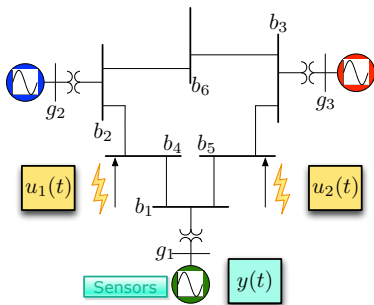 b₃
g₂
b₆
g₃
b₂
b₄
b₅
u₁(t)
u₂(t)
b₁
g₁
Sensors
y(t)